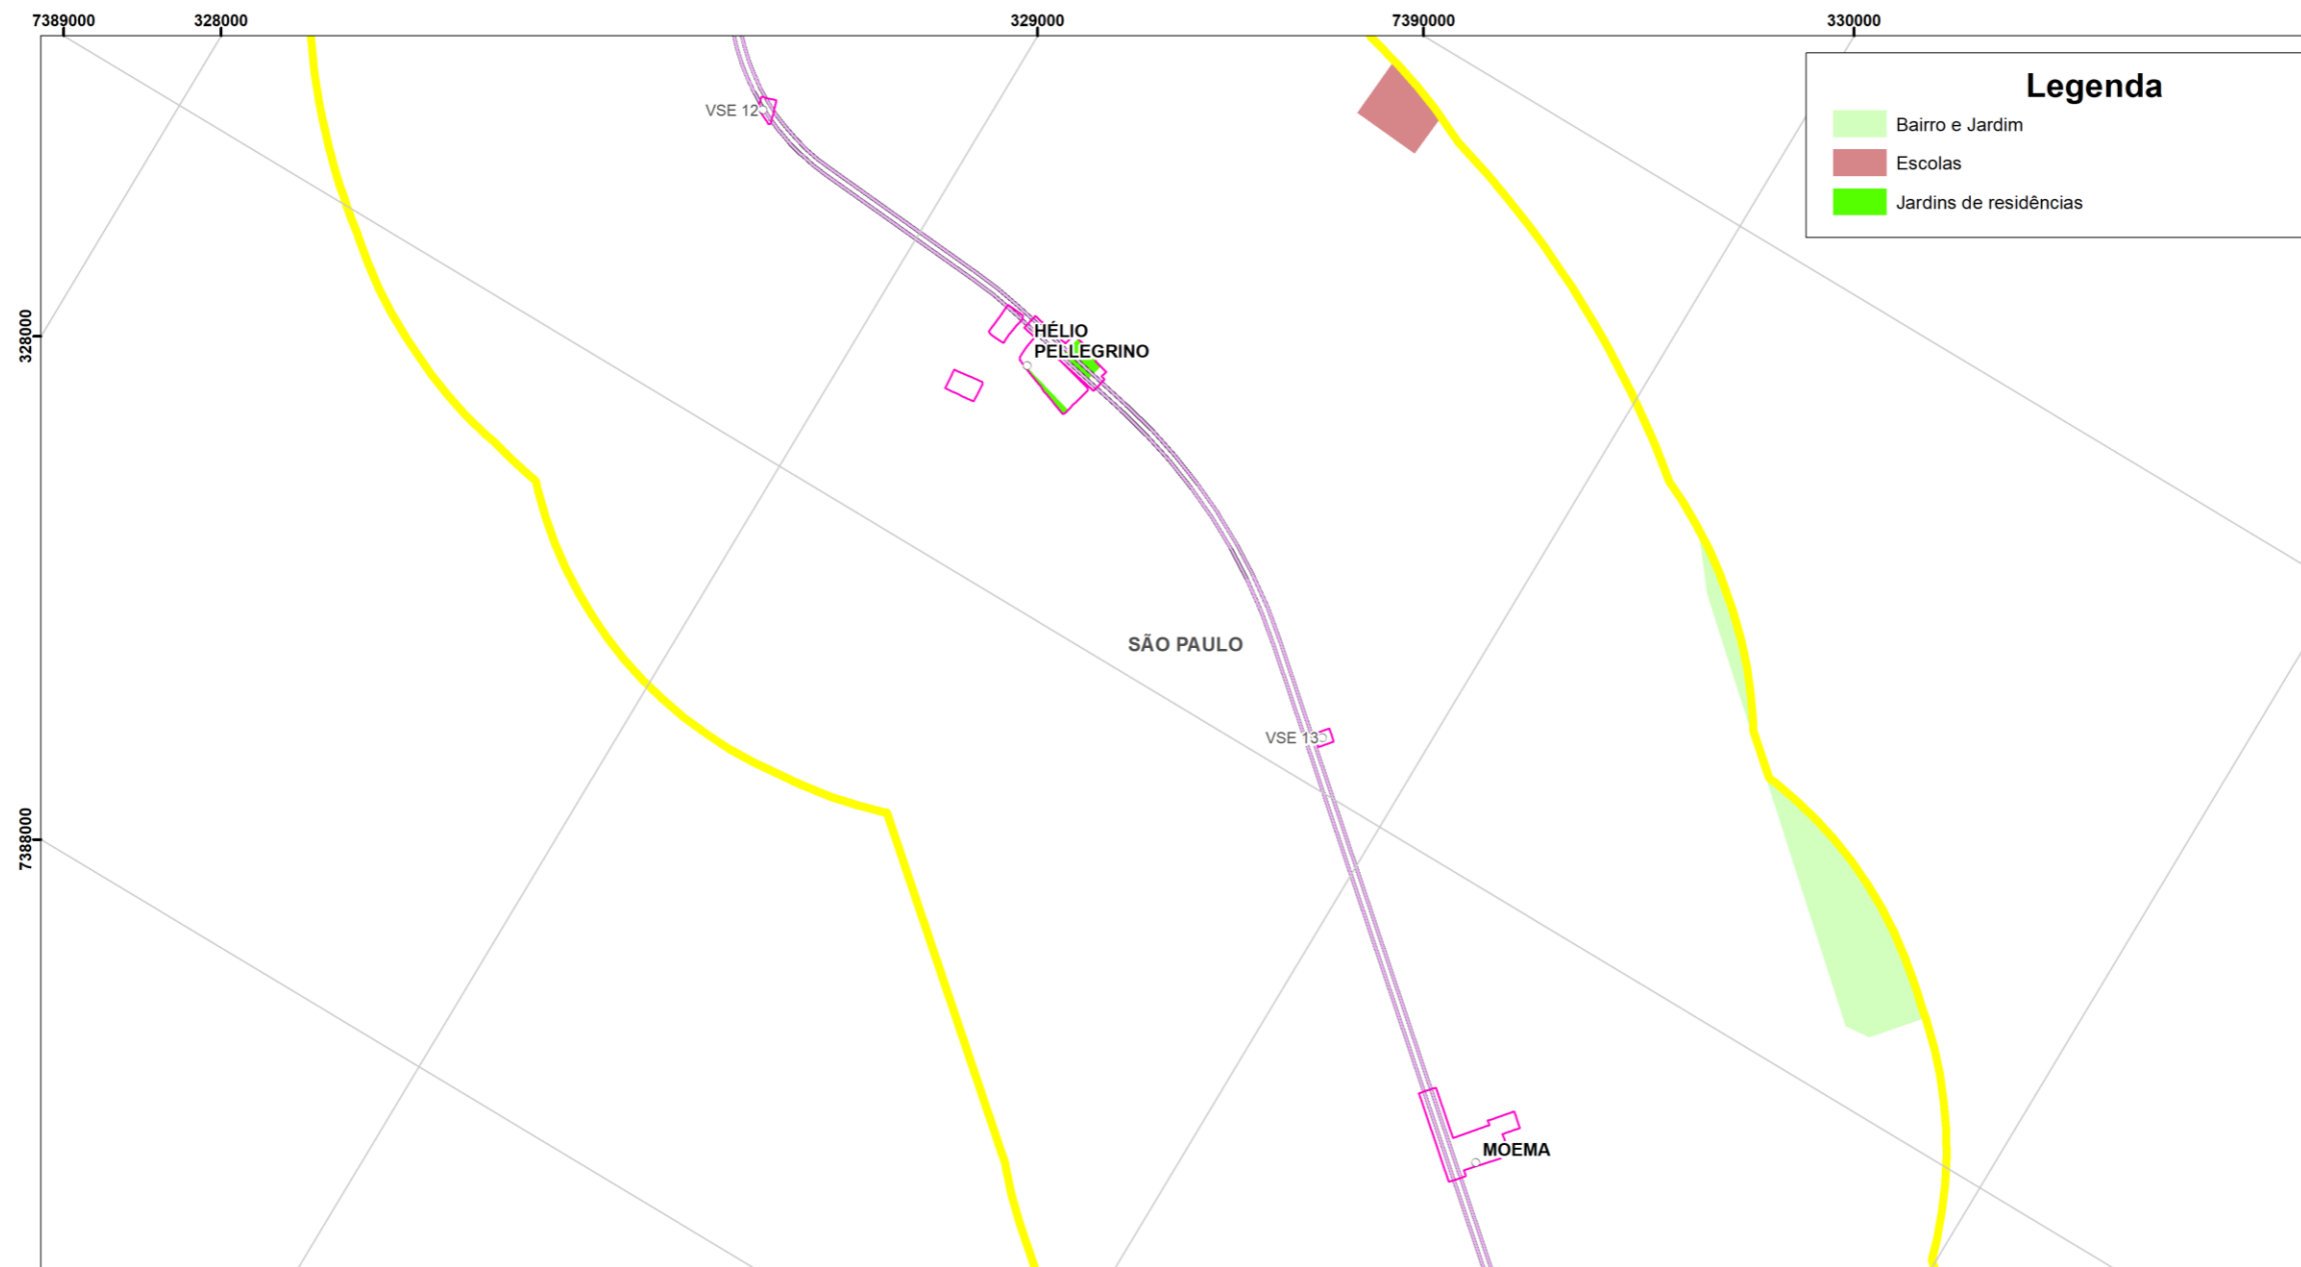 7389000
328000
329000
7390000
330000
Legenda
Bairro e Jardim
Escolas
Jardins de residências
VSE 12
328000
HÉLIO
PELLEGRINO
SÃO PAULO
VSE 13
7388000
MOEMA